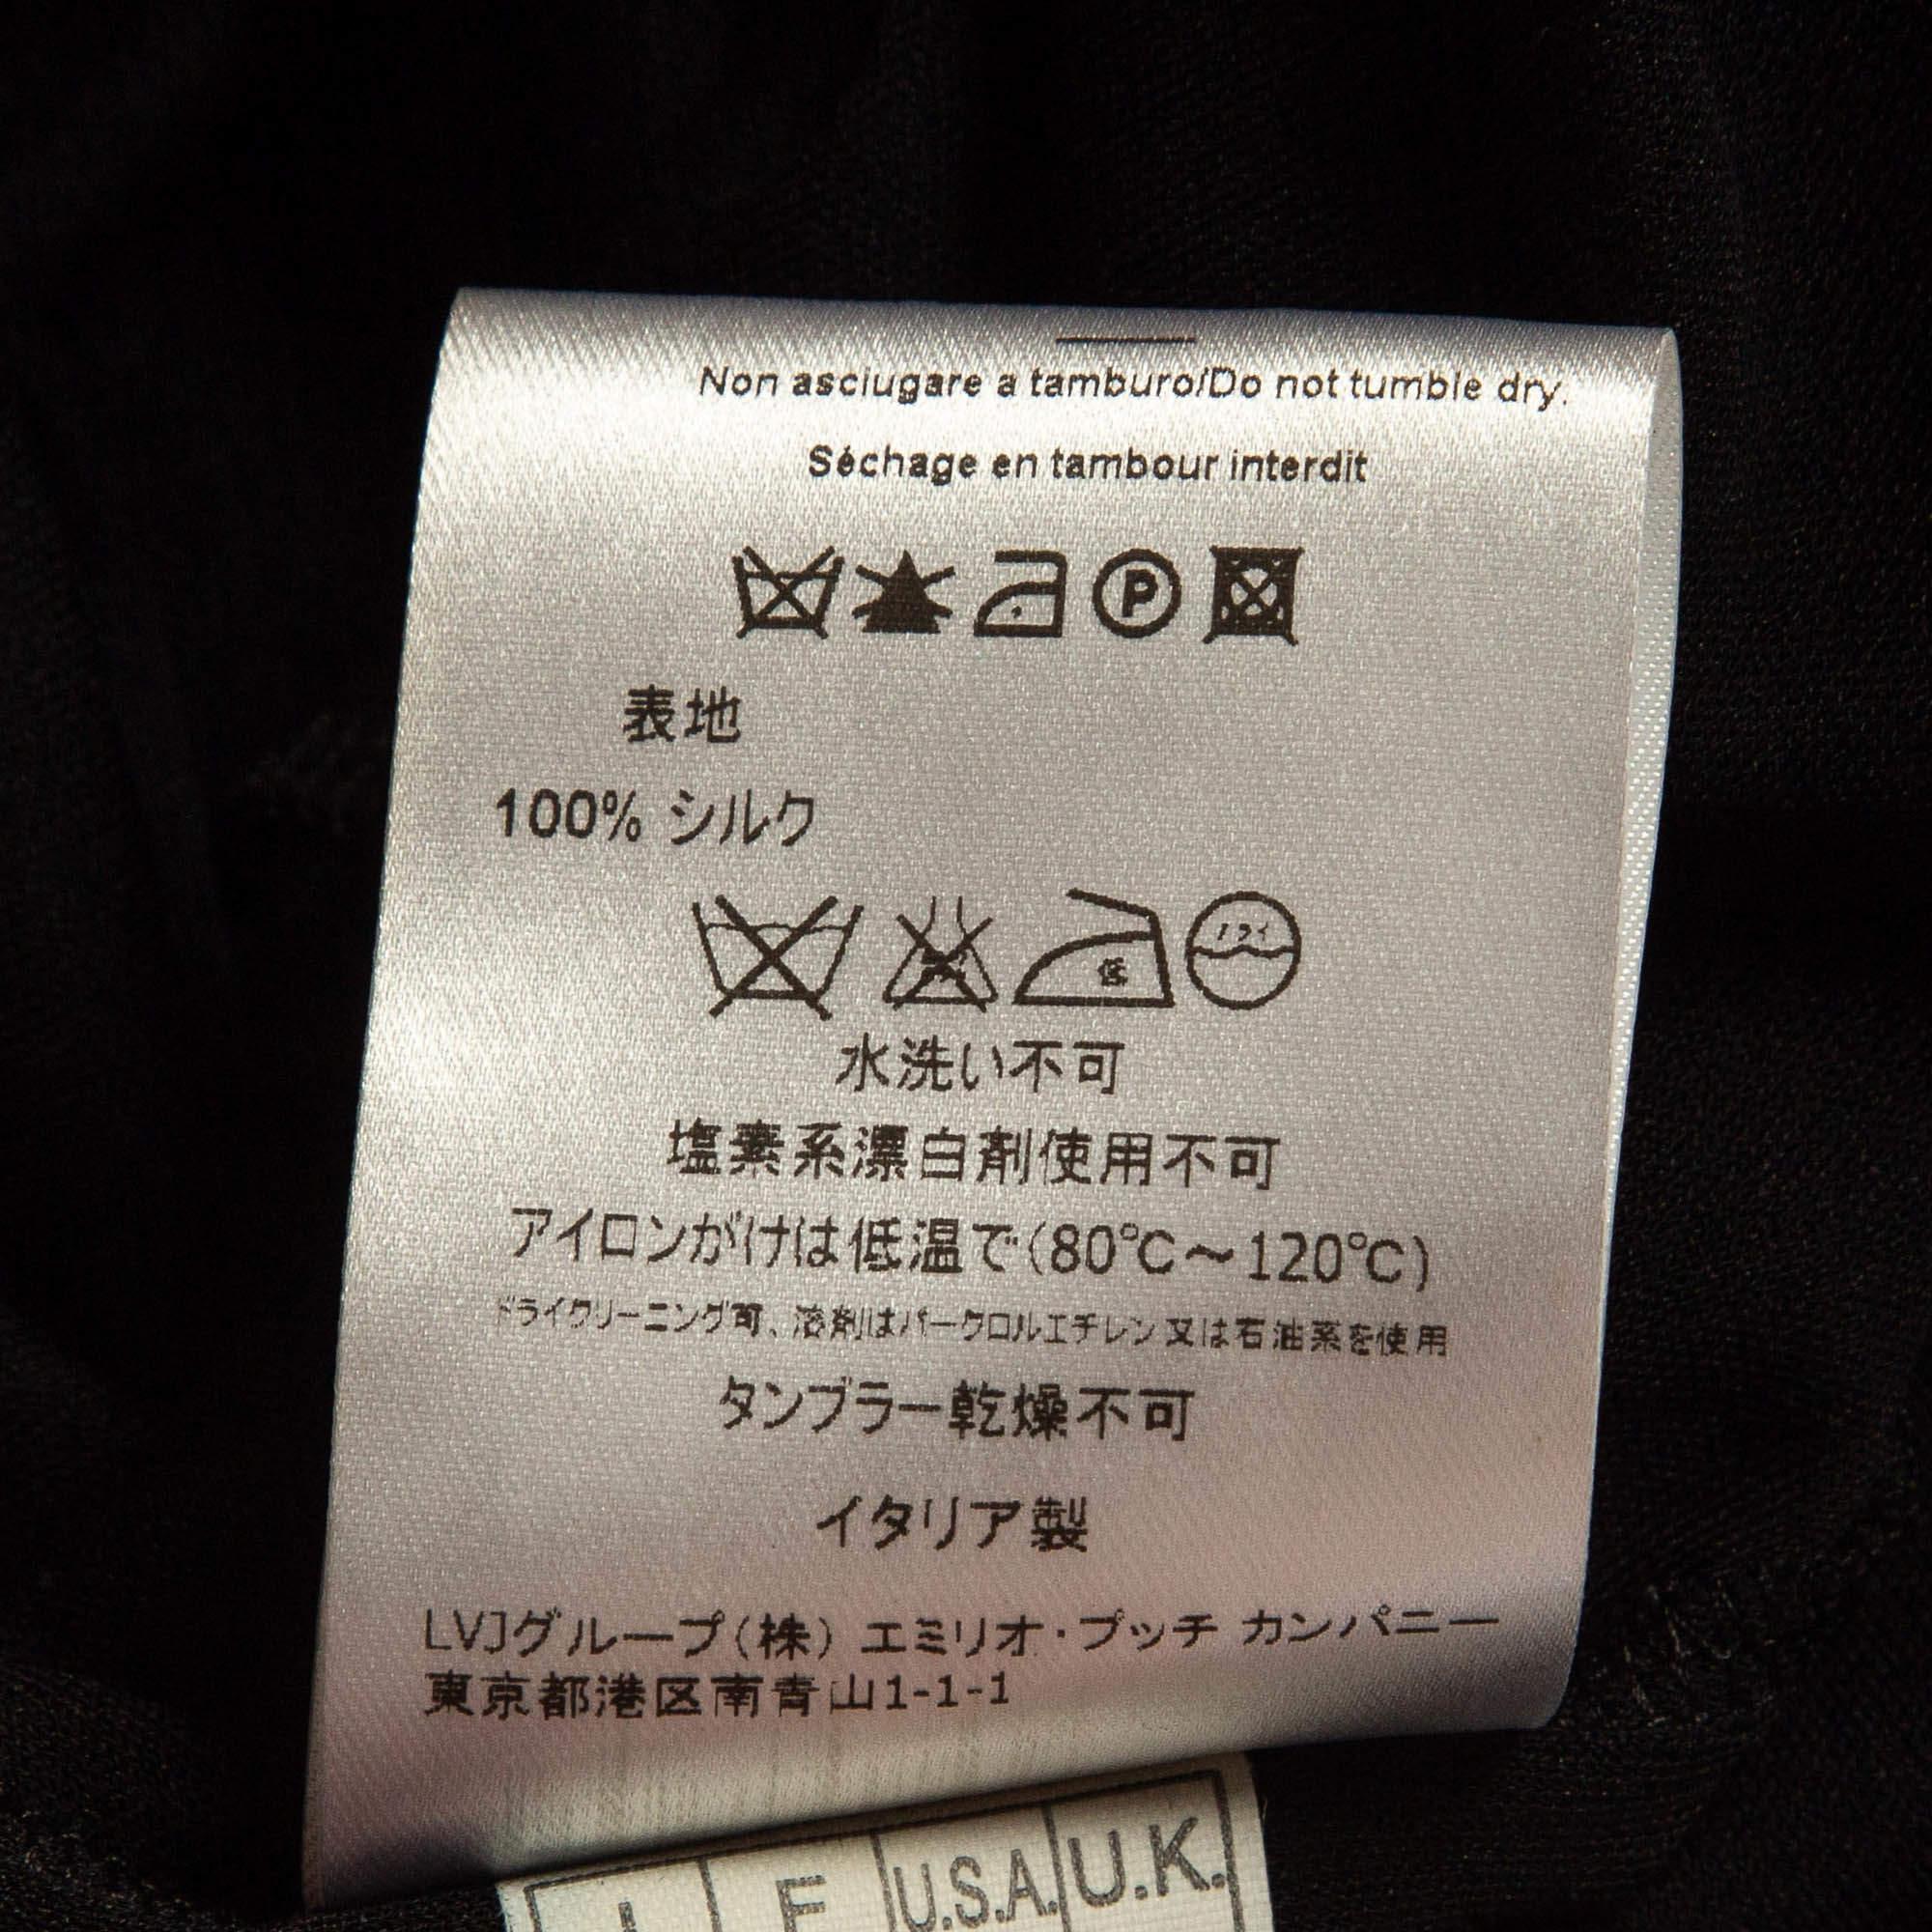 Non asciugare a tamburo/Do not tumble dry.
Séchage en tambour interdit
P
表地
100% シルク
低 ドライ
水洗い不可
塩素系漂白剤使用不可
アイロンがけは低温で(80℃～120℃)
ドライクリーニング可、溶剤はパークロルエチレン又は石油系を使用
タンブラー乾燥不可
イタリア製
LVJグループ(株) エミリオ・プッチ カンパニー
東京都港区南青山1-1-1
I F U.S.A. U.K.